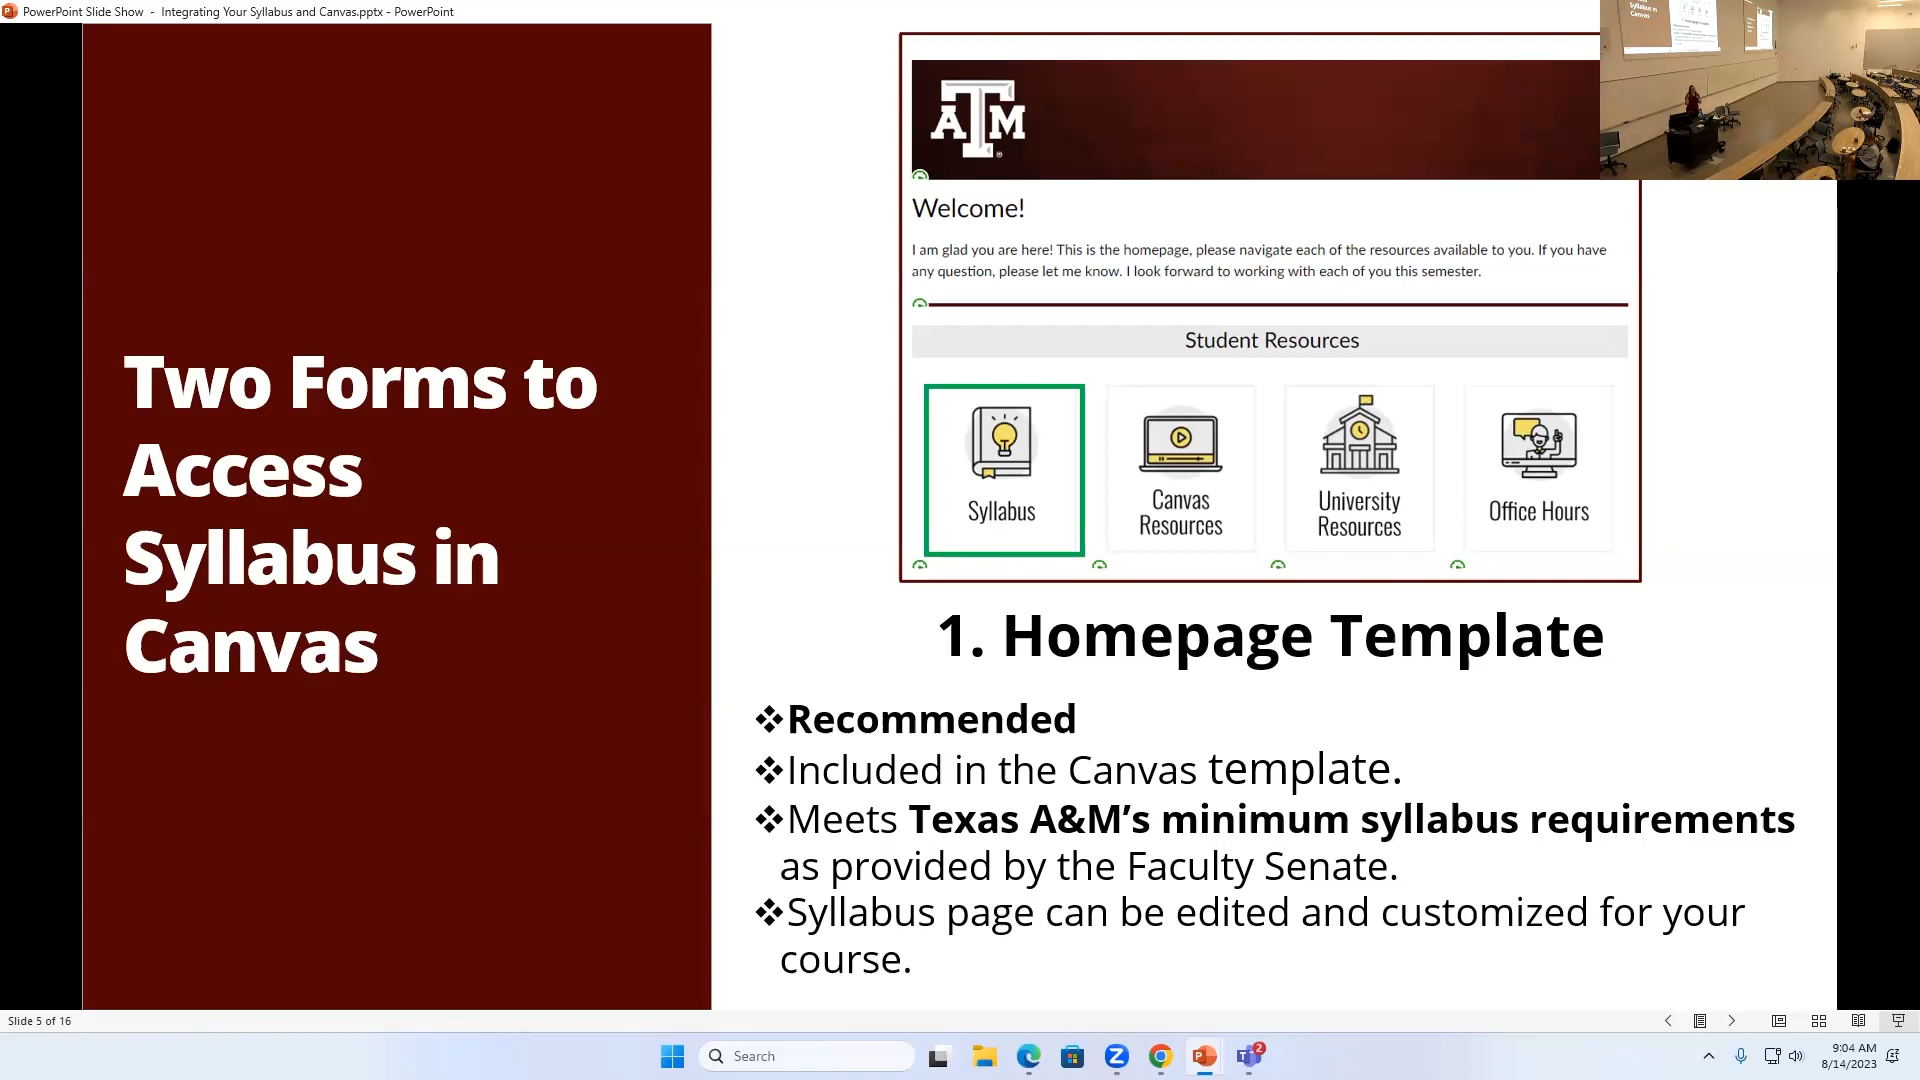 PowerPoint Slide Show - Integrating Your Syllabus and Canvas.pptx - PowerPoint
Syllabus in
Canvas
Two Forms to
Access
Syllabus in
Canvas
ATM
®
Welcome!
I am glad you are here! This is the homepage, please navigate each of the resources available to you. If you have
any question, please let me know. I look forward to working with each of you this semester.
Student Resources
Syllabus
Canvas
Resources
University
Resources
Office Hours
1. Homepage Template
❖Recommended
❖Included in the Canvas template.
❖Meets Texas A&M’s minimum syllabus requirements
as provided by the Faculty Senate.
❖Syllabus page can be edited and customized for your
course.
Slide 5 of 16
Search
2
9:04 AM
8/14/2023